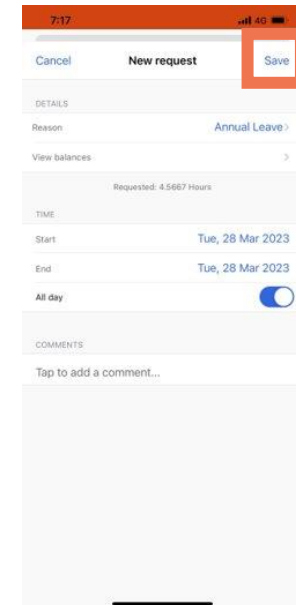 7:17 4G
Cancel New request Save
DETAILS
Reason Annual Leave
View balances
Requested: 4.5667 Hours
TIME
Start Tue, 28 Mar 2023
End Tue, 28 Mar 2023
All day
COMMENTS
Tap to add a comment...